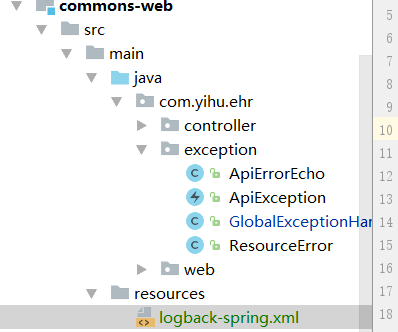 commons-web
src
main
java
com.yihu.ehr
controller
exception
ApiErrorEcho
ApiException
GlobalExceptionHar
ResourceError
web
resources
logback-spring.xml
5
6
7
8
9
10
11
12
13
14
15
16
17
18